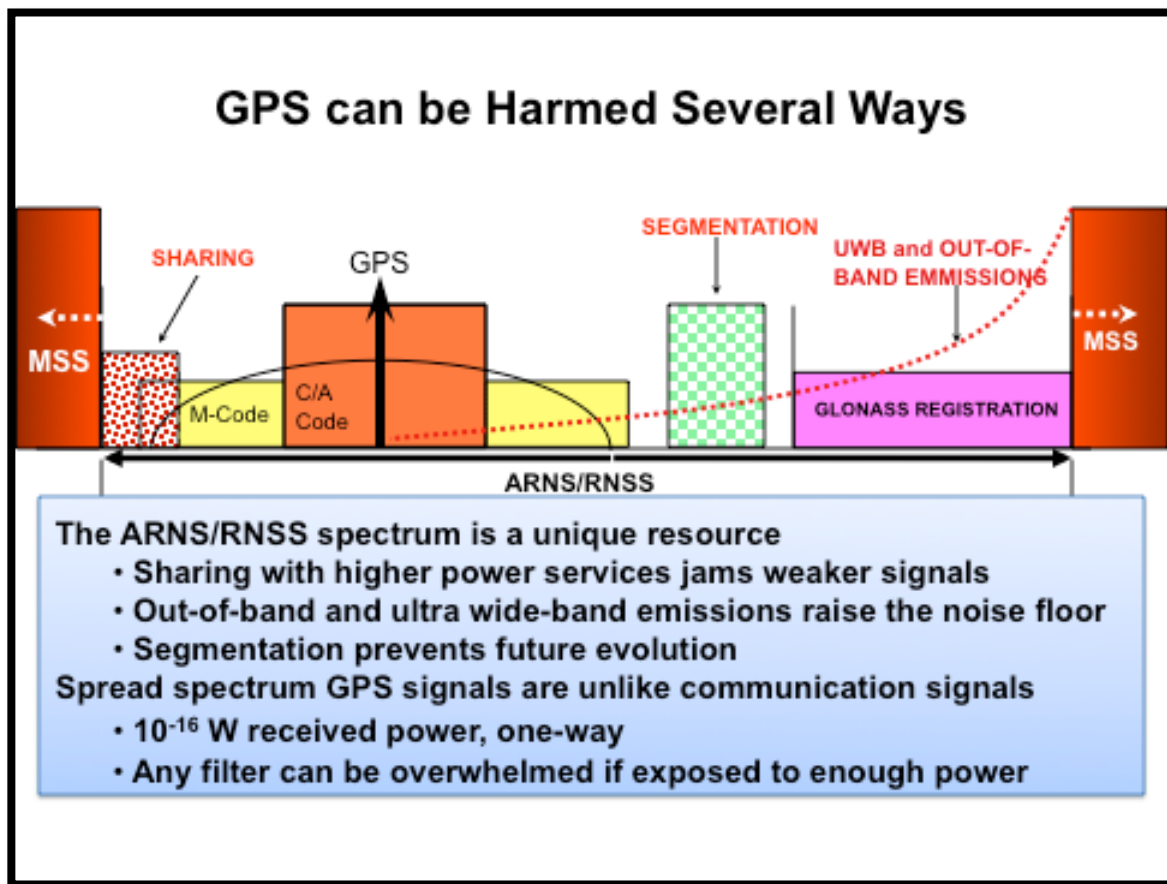 GPS can be Harmed Several Ways
SEGMENTATION
SHARING
GPS
UWB and OUT-OF-
BAND EMMISSIONS
MSS
MSS
M-Code
C/A
Code
GLONASS REGISTRATION
ARNS/RNSS
The ARNS/RNSS spectrum is a unique resource
• Sharing with higher power services jams weaker signals
• Out-of-band and ultra wide-band emissions raise the noise floor
• Segmentation prevents future evolution
Spread spectrum GPS signals are unlike communication signals
• 10⁻¹⁶ W received power, one-way
• Any filter can be overwhelmed if exposed to enough power